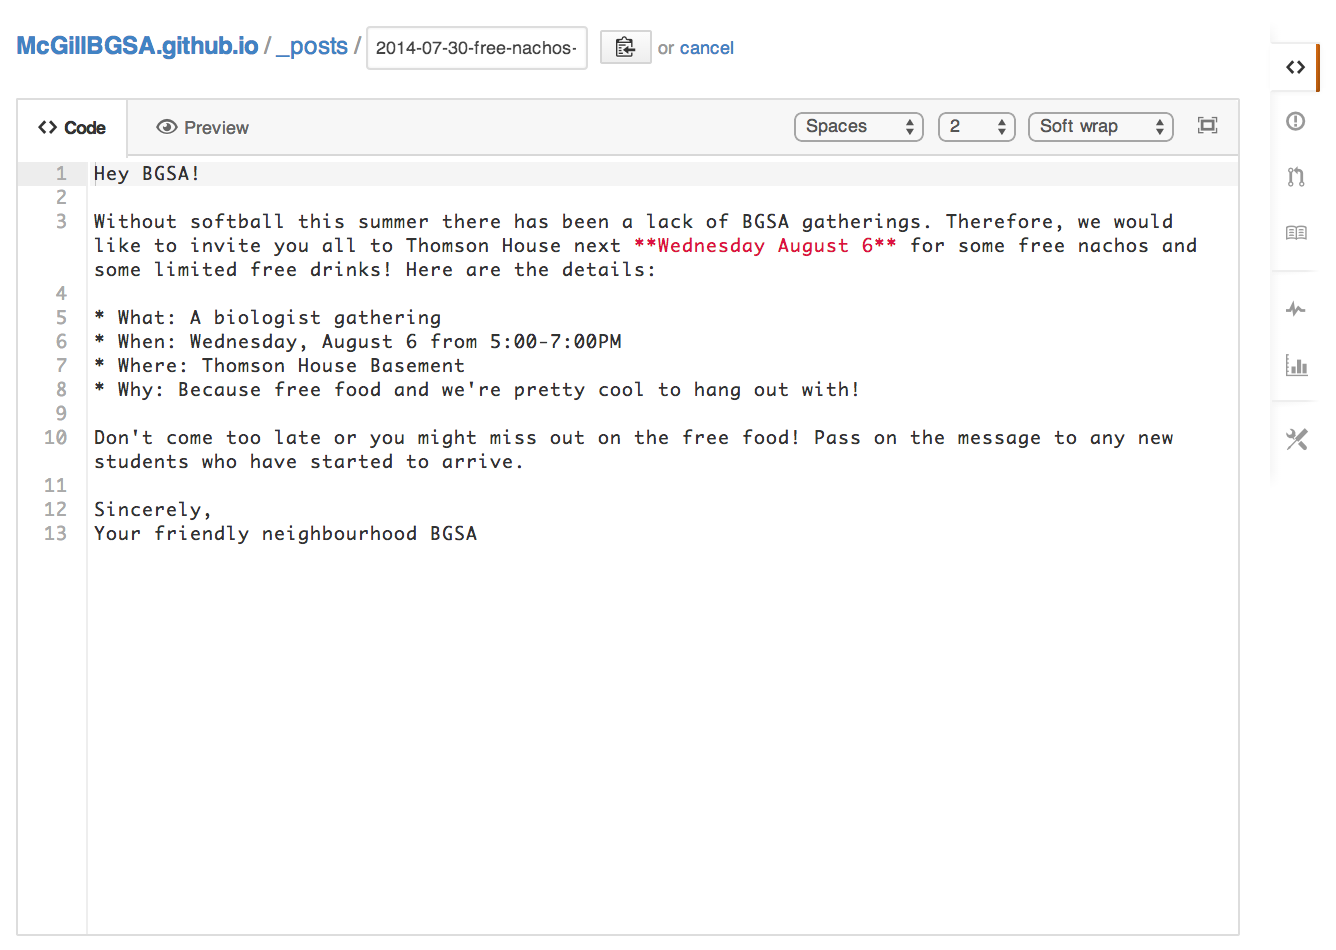 McGillBGSA.github.io / _posts / 2014-07-30-free-nachos- or cancel
Code Preview Spaces 2 Soft wrap
1 Hey BGSA!
2
3 Without softball this summer there has been a lack of BGSA gatherings. Therefore, we would
like to invite you all to Thomson House next **Wednesday August 6** for some free nachos and
some limited free drinks! Here are the details:
4
5 * What: A biologist gathering
6 * When: Wednesday, August 6 from 5:00-7:00PM
7 * Where: Thomson House Basement
8 * Why: Because free food and we're pretty cool to hang out with!
9
10 Don't come too late or you might miss out on the free food! Pass on the message to any new
students who have started to arrive.
11
12 Sincerely,
13 Your friendly neighbourhood BGSA